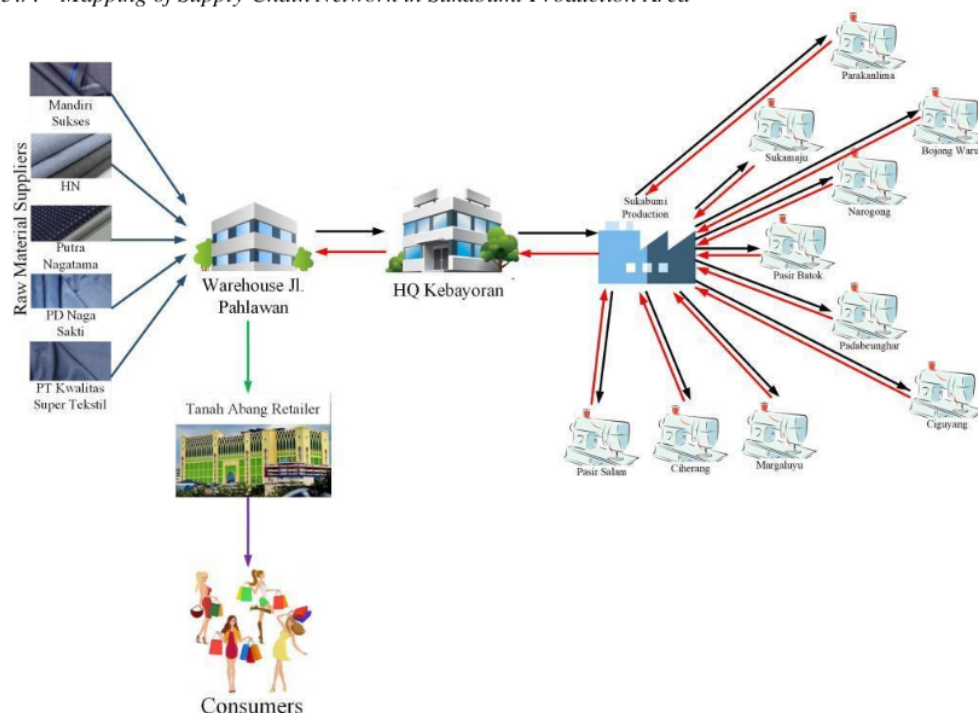 Mapping of Supply Chain Network in Sukabumi Production Area
Raw Material Suppliers
Mandiri
Sukses
HN
Putra
Nagatama
PD Naga
Sakti
PT Kwalitas
Super Tekstil
Warehouse Jl.
Pahlawan
HQ Kebayoran
Sukabumi
Production
Parakanlima
Sukamaju
Bojong Waru
Narogong
Pasir Batok
Padabeunghar
Ciguyang
Pasir Salam
Ciherang
Margaluyu
Tanah Abang Retailer
Consumers